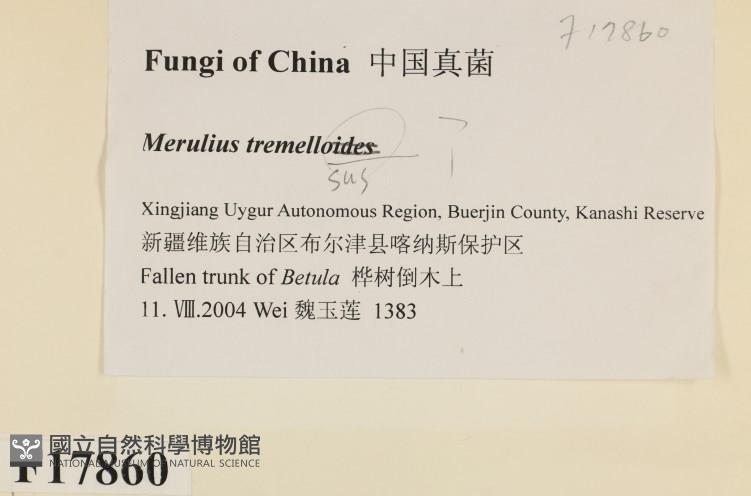 F17860
Fungi of China 中国真菌
Merulius tremelloides
sus
Xingjiang Uygur Autonomous Region, Buerjin County, Kanashi Reserve
新疆维族自治区布尔津县喀纳斯保护区
Fallen trunk of Betula 桦树倒木上
11. Ⅷ.2004 Wei 魏玉莲 1383
國立自然科學博物館
NATIONAL MUSEUM OF NATURAL SCIENCE
F17860